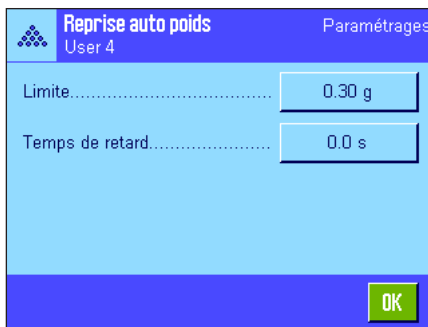 Reprise auto poids Paramétrages
User 4
Limite.................................... 0.30 g
Temps de retard...................... 0.0 s
OK